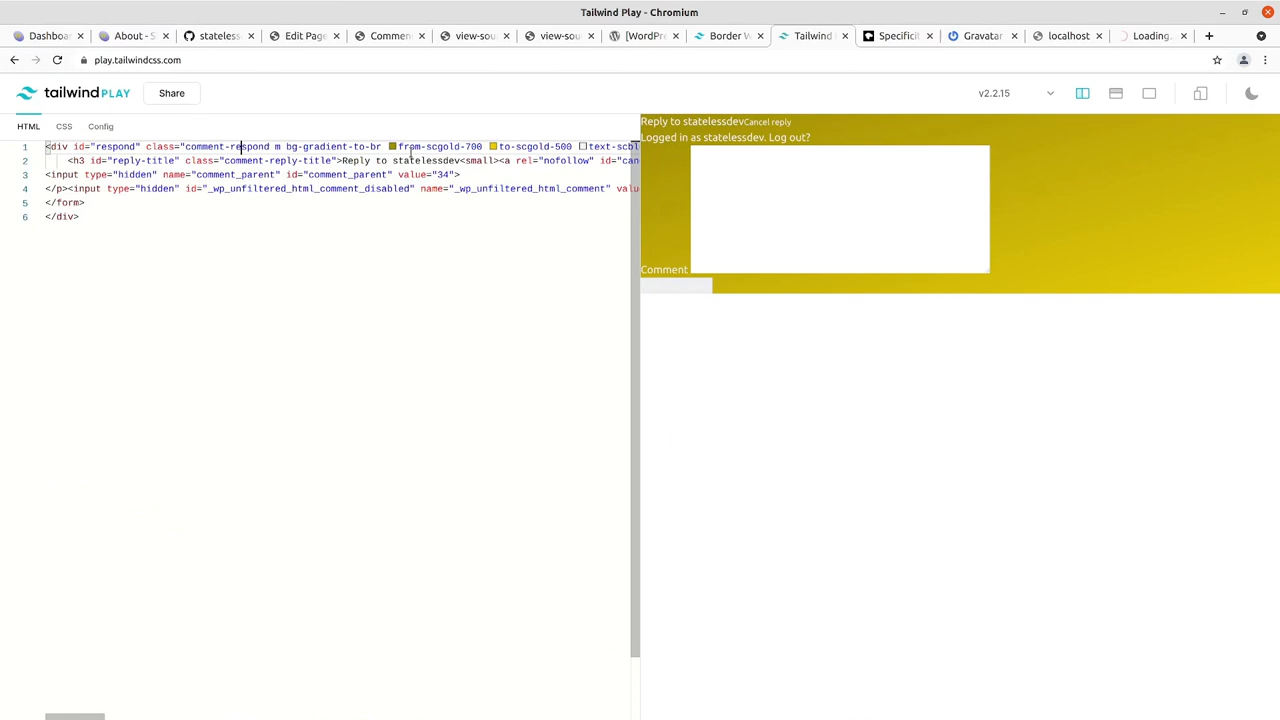 Tailwind Play - Chromium
Dashboa
About - S
stateless
Edit Page
Commen
view-sou
view-sou
[WordPre
Border W
Tailwind
Specificit
Gravatar
localhost
Loading...
play.tailwindcss.com
tailwind PLAY
Share
v2.2.15
HTML
CSS
Config
1 <div id="respond" class="comment-respond m bg-gradient-to-br from-scgold-700 to-scgold-500 text-scbl
2 <h3 id="reply-title" class="comment-reply-title">Reply to statelessdev<small><a rel="nofollow" id="can
3 <input type="hidden" name="comment_parent" id="comment_parent" value="34">
4 </p><input type="hidden" id="_wp_unfiltered_html_comment_disabled" name="_wp_unfiltered_html_comment" valu
5 </form>
6 </div>
Reply to statelessdevCancel reply
Logged in as statelessdev. Log out?
Comment